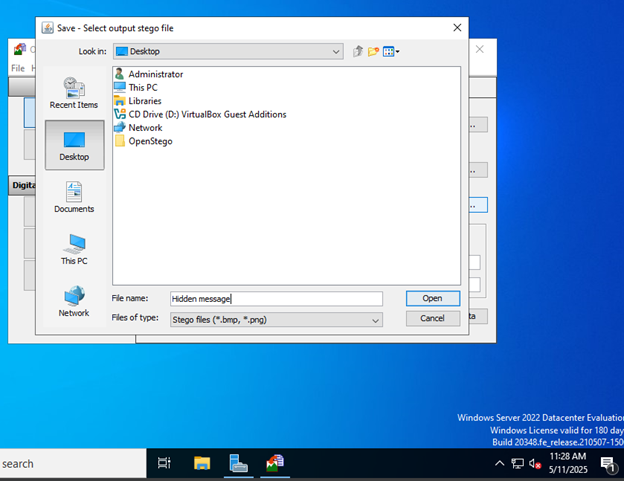 Save - Select output stego file
Look in:
Desktop
File
Recent Items
Desktop
Documents
This PC
Network
Administrator
This PC
Libraries
CD Drive (D:) VirtualBox Guest Additions
Network
OpenStego
Digita
File name:
Hidden message
Open
Files of type:
Stego files (*.bmp, *.png)
Cancel
ta
Windows Server 2022 Datacenter Evaluation
Windows License valid for 180 day
Build 20348.fe_release.210507-150
search
11:28 AM
5/11/2025
1